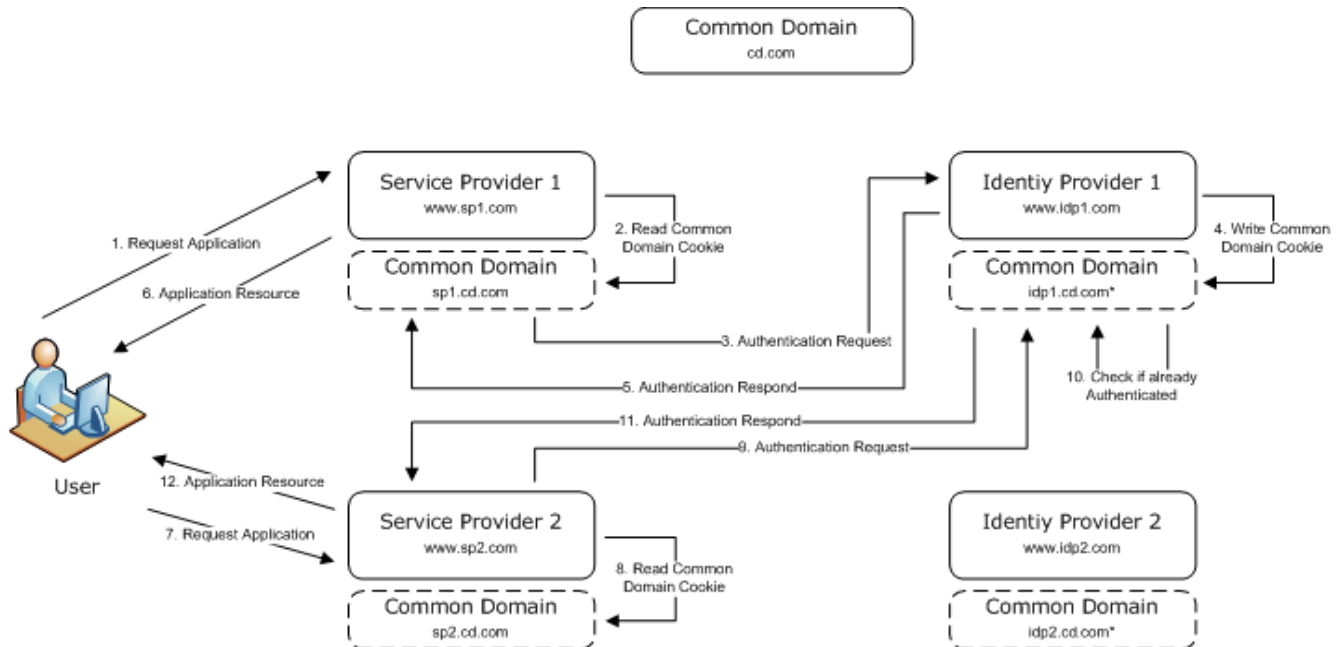 Common Domain
cd.com
Service Provider 1
www.sp1.com
Identiy Provider 1
www.idp1.com
1. Request Application
2. Read Common
Domain Cookie
4. Write Common
Domain Cookie
Common Domain
sp1.cd.com
Common Domain
idp1.cd.com*
6. Application Resource
3. Authentication Request
5. Authentication Respond
10. Check if already
Authenticated
11. Authentication Respond
9. Authentication Request
User
12. Application Resource
7. Request Application
Service Provider 2
www.sp2.com
Identiy Provider 2
www.idp2.com
8. Read Common
Domain Cookie
Common Domain
sp2.cd.com
Common Domain
idp2.cd.com*